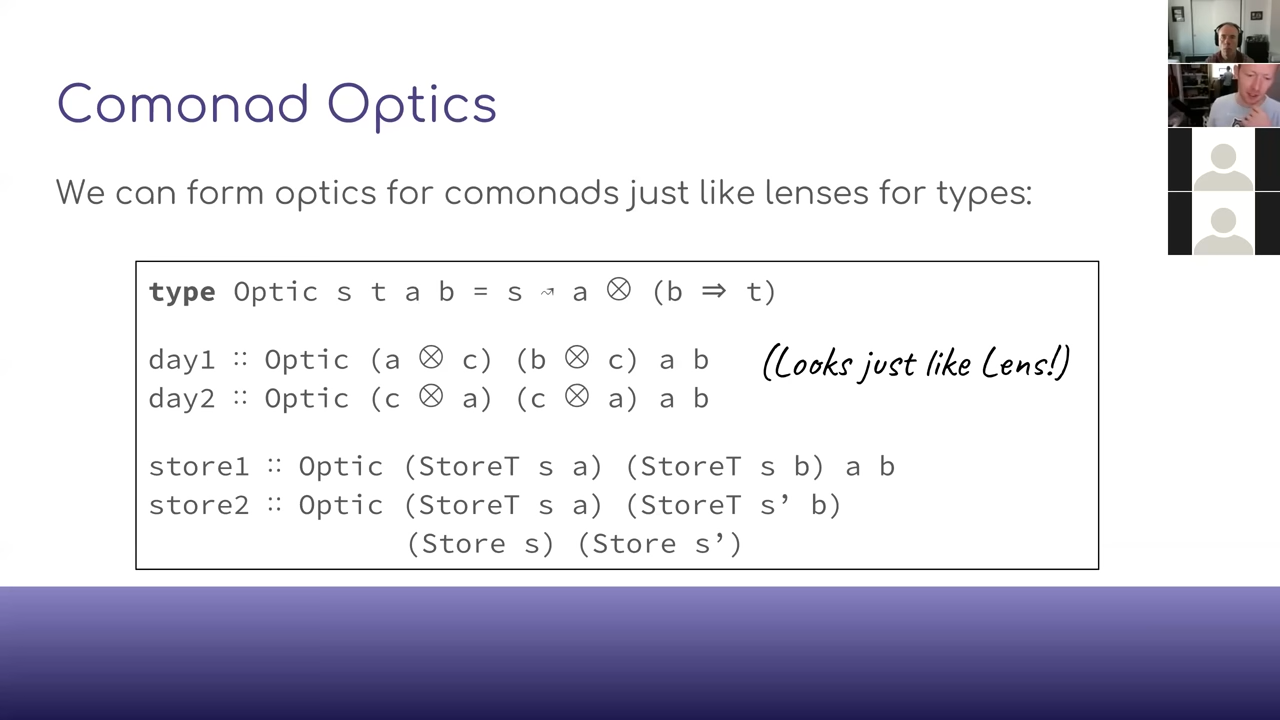 Comonad Optics
We can form optics for comonads just like lenses for types:
type Optic s t a b = s ⤳ a ⊗ (b ⇒ t)
day1 ∷ Optic (a ⊗ c) (b ⊗ c) a b
(Looks just like Lens!)
day2 ∷ Optic (c ⊗ a) (c ⊗ a) a b
store1 ∷ Optic (StoreT s a) (StoreT s b) a b
store2 ∷ Optic (StoreT s a) (StoreT s’ b)
(Store s) (Store s’)